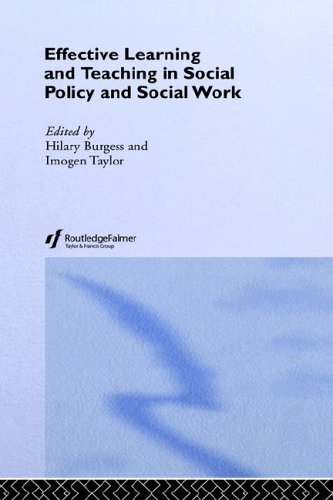 Effective Learning
and Teaching in Social
Policy and Social Work
Edited by
Hilary Burgess and
Imogen Taylor
RoutledgeFalmer
Taylor & Francis Group